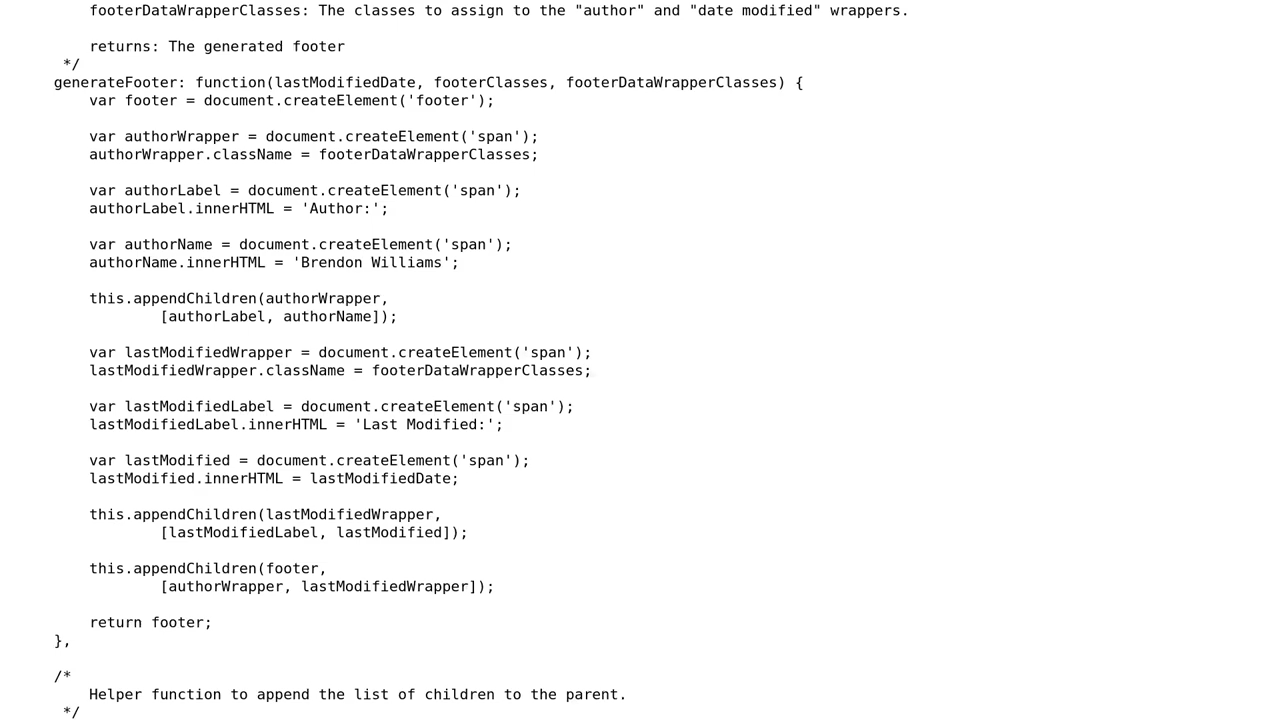 footerDataWrapperClasses: The classes to assign to the "author" and "date modified" wrappers.
returns: The generated footer
*/
generateFooter: function(lastModifiedDate, footerClasses, footerDataWrapperClasses) {
var footer = document.createElement('footer');
var authorWrapper = document.createElement('span');
authorWrapper.className = footerDataWrapperClasses;
var authorLabel = document.createElement('span');
authorLabel.innerHTML = 'Author:';
var authorName = document.createElement('span');
authorName.innerHTML = 'Brendon Williams';
this.appendChildren(authorWrapper,
[authorLabel, authorName]);
var lastModifiedWrapper = document.createElement('span');
lastModifiedWrapper.className = footerDataWrapperClasses;
var lastModifiedLabel = document.createElement('span');
lastModifiedLabel.innerHTML = 'Last Modified:';
var lastModified = document.createElement('span');
lastModified.innerHTML = lastModifiedDate;
this.appendChildren(lastModifiedWrapper,
[lastModifiedLabel, lastModified]);
this.appendChildren(footer,
[authorWrapper, lastModifiedWrapper]);
return footer;
},
/*
Helper function to append the list of children to the parent.
*/